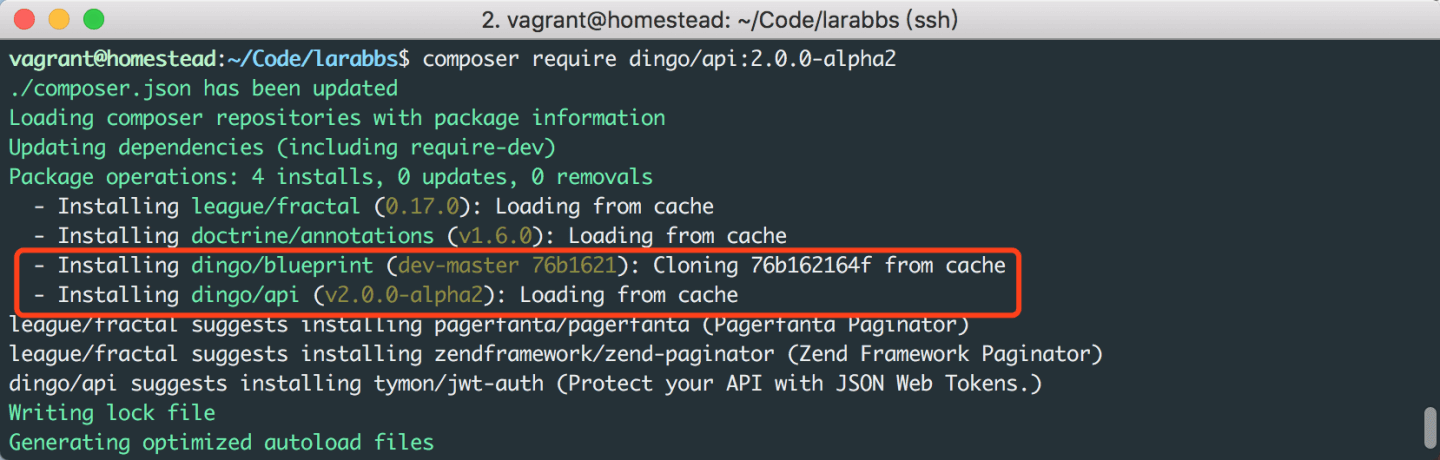 2. vagrant@homestead: ~/Code/larabbs (ssh)
vagrant@homestead:~/Code/larabbs$ composer require dingo/api:2.0.0-alpha2
./composer.json has been updated
Loading composer repositories with package information
Updating dependencies (including require-dev)
Package operations: 4 installs, 0 updates, 0 removals
  - Installing league/fractal (0.17.0): Loading from cache
  - Installing doctrine/annotations (v1.6.0): Loading from cache
  - Installing dingo/blueprint (dev-master 76b1621): Cloning 76b162164f from cache
  - Installing dingo/api (v2.0.0-alpha2): Loading from cache
league/fractal suggests installing pagerfanta/pagerfanta (Pagerfanta Paginator)
league/fractal suggests installing zendframework/zend-paginator (Zend Framework Paginator)
dingo/api suggests installing tymon/jwt-auth (Protect your API with JSON Web Tokens.)
Writing lock file
Generating optimized autoload files